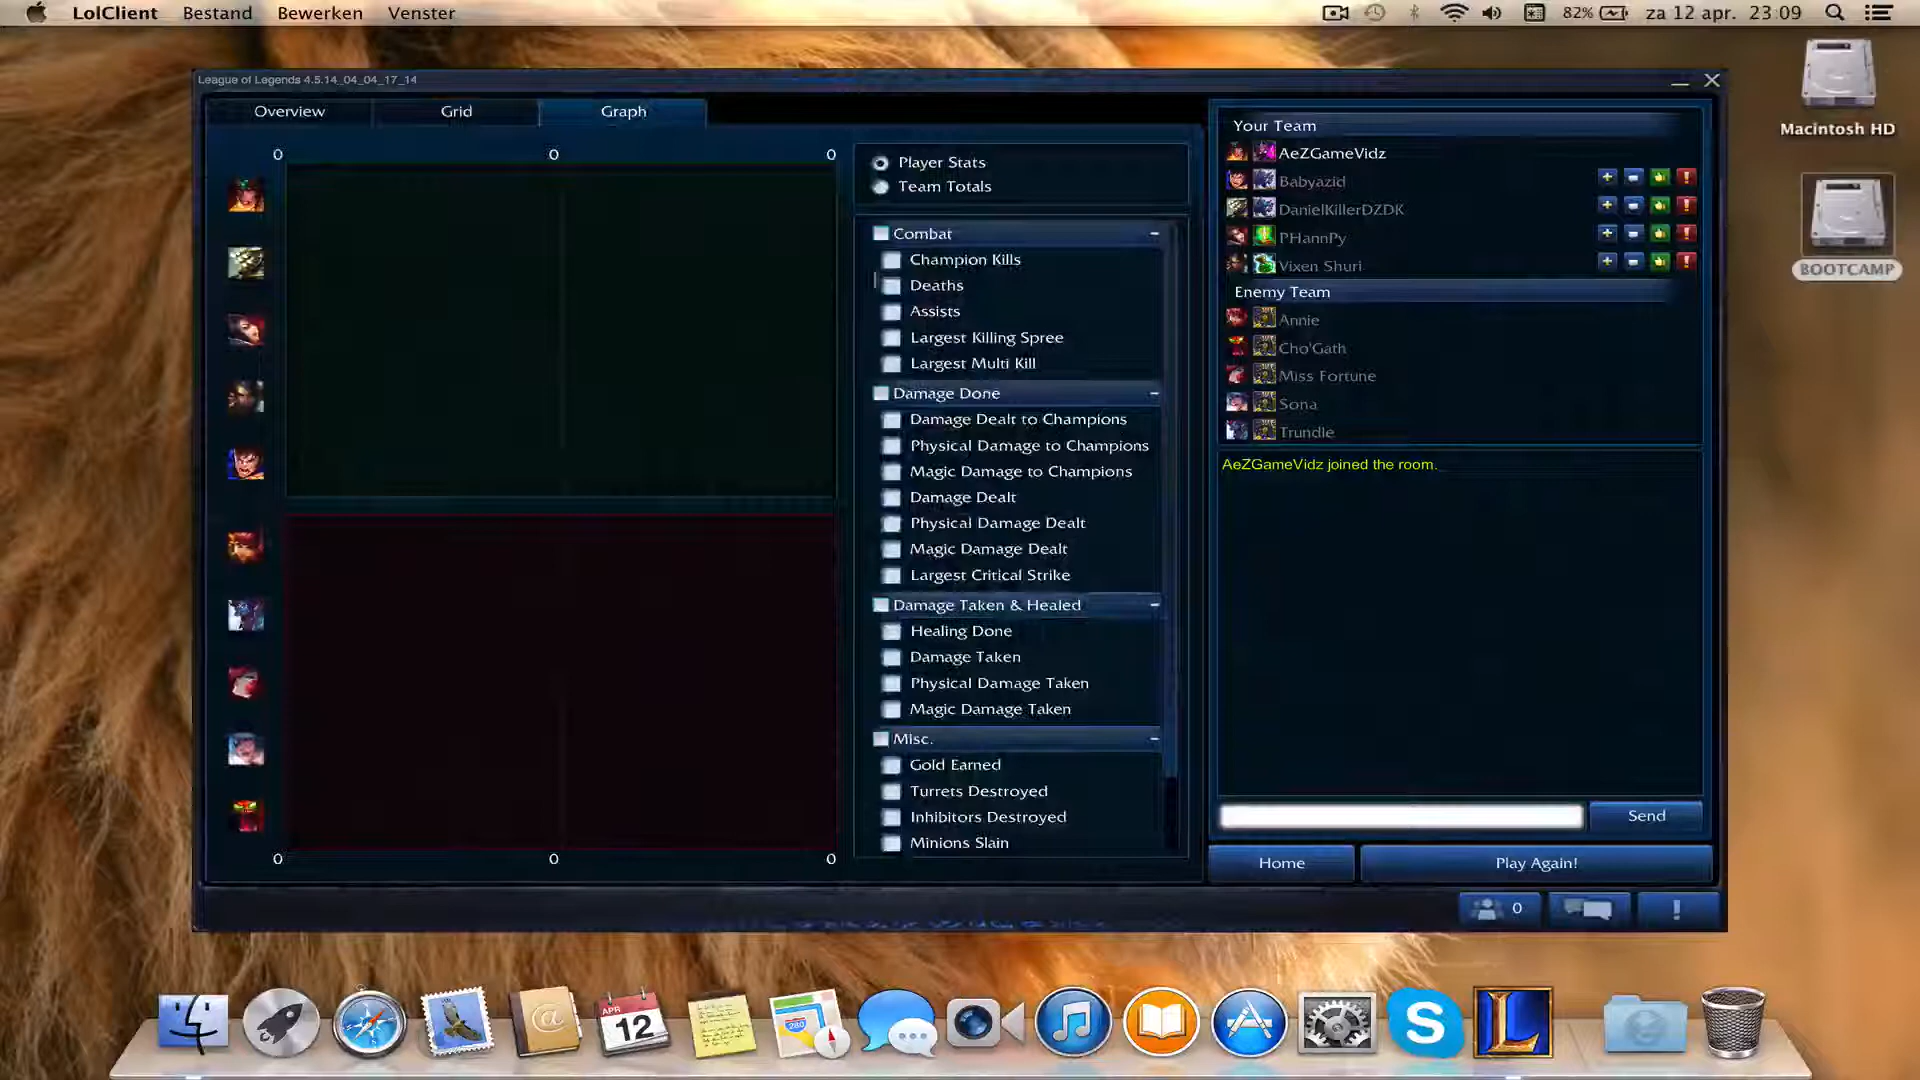 LolClient Bestand Bewerken Venster 82% za 12 apr. 23:09
League of Legends 4.5.14_04_04_17_14
Overview Grid Graph
0 0 0
0 0 0
Player Stats
Team Totals
Combat
Champion Kills
Deaths
Assists
Largest Killing Spree
Largest Multi Kill
Damage Done
Damage Dealt to Champions
Physical Damage to Champions
Magic Damage to Champions
Damage Dealt
Physical Damage Dealt
Magic Damage Dealt
Largest Critical Strike
Damage Taken & Healed
Healing Done
Damage Taken
Physical Damage Taken
Magic Damage Taken
Misc.
Gold Earned
Turrets Destroyed
Inhibitors Destroyed
Minions Slain
Your Team
AeZGameVidz
Babyazid
DanielKillerDZDK
PHannPy
Vixen Shuri
Enemy Team
Annie
Cho'Gath
Miss Fortune
Sona
Trundle
AeZGameVidz joined the room.
Send
Home Play Again!
0
Macintosh HD
BOOTCAMP
APR
12
280